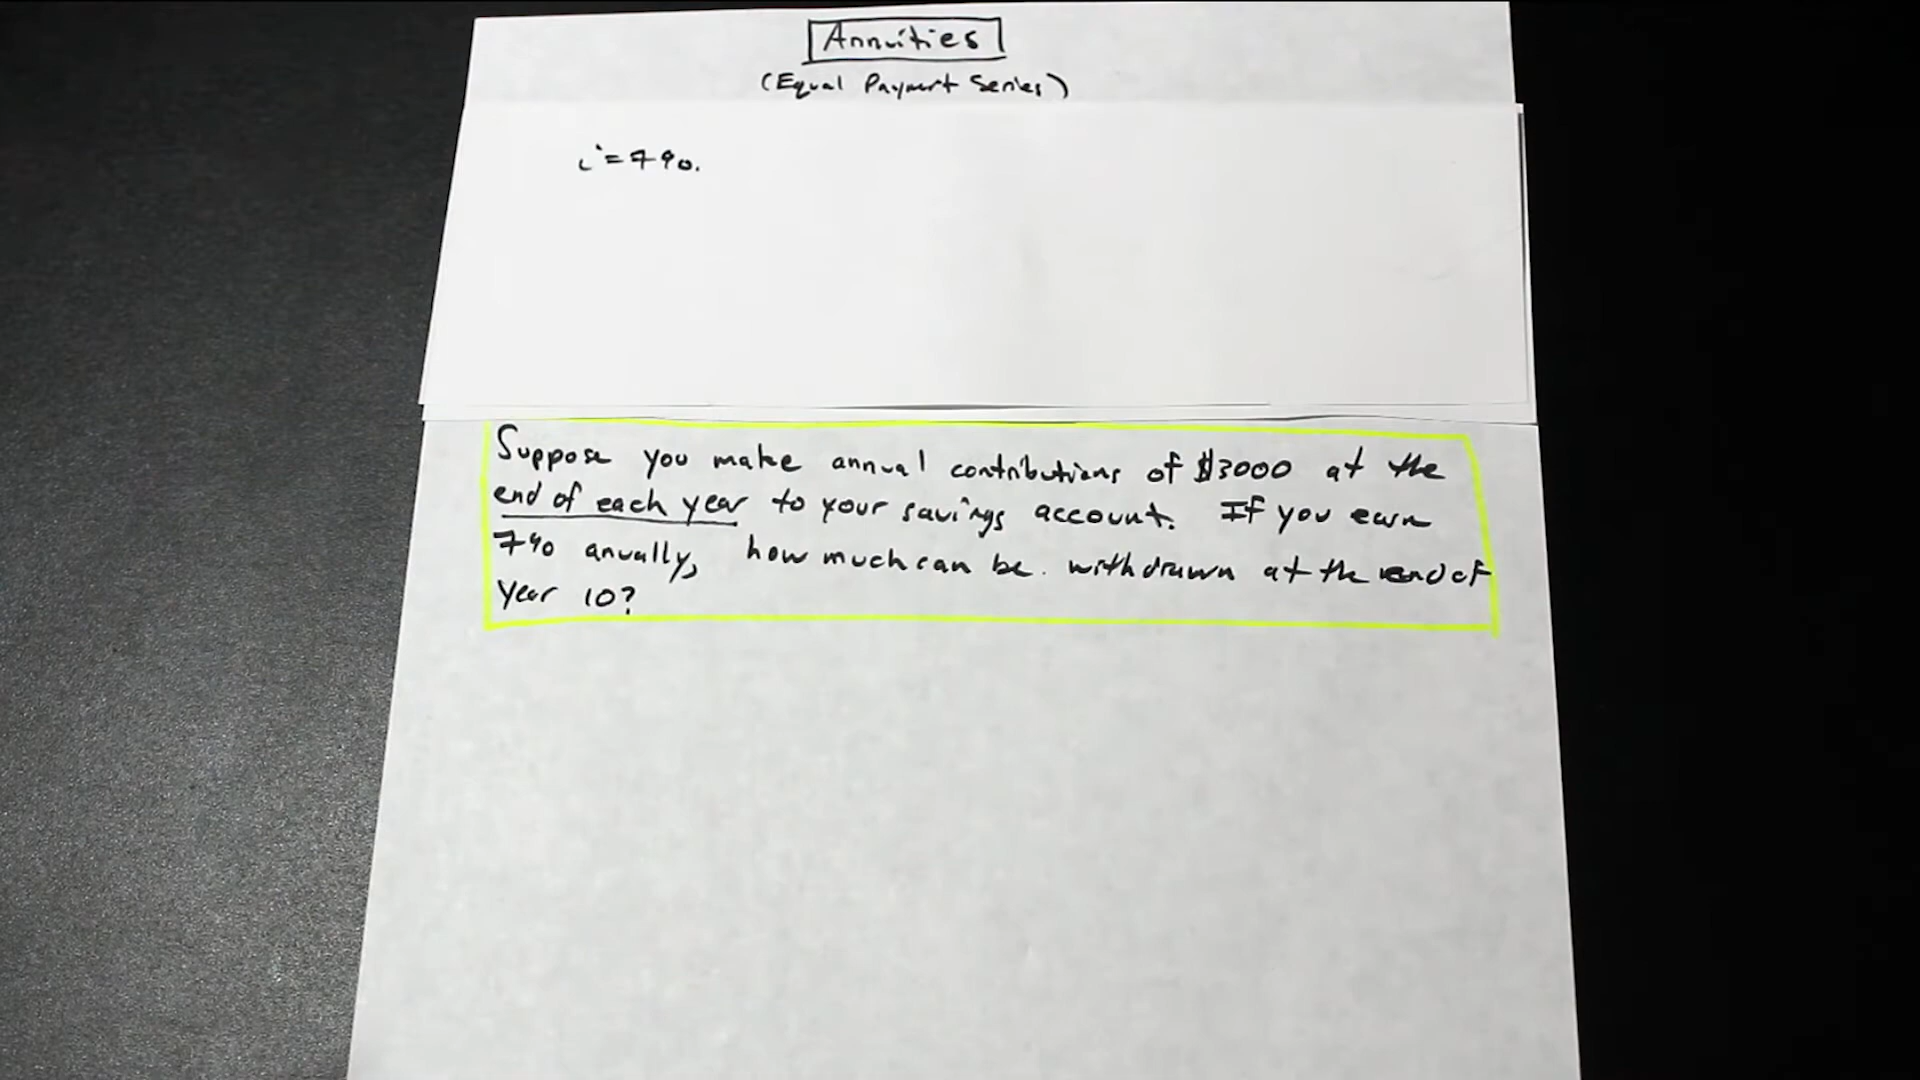 Annuities
(Equal Payment Series)
i = 7%.
Suppose you make annual contributions of $3000 at the
end of each year to your savings account. If you earn
7% anually, how much can be. withdrawn at the end of
year 10?